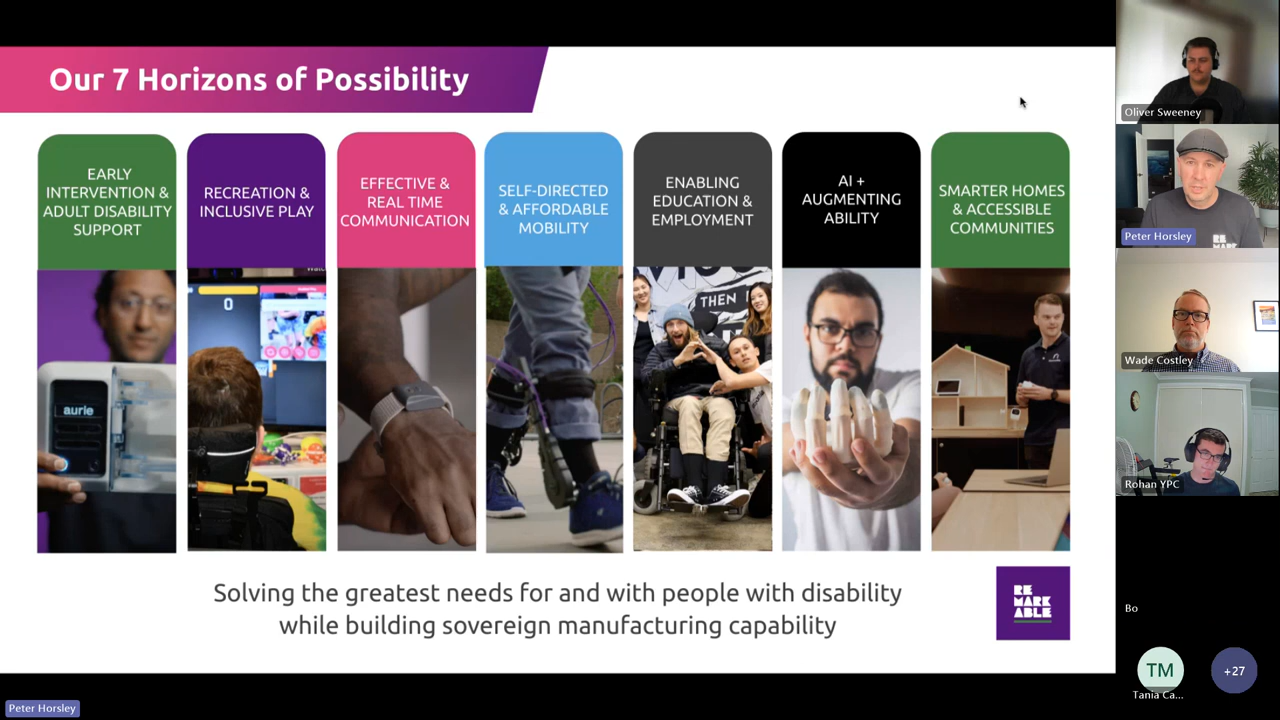 Our 7 Horizons of Possibility
EARLY
INTERVENTION &
ADULT DISABILITY
SUPPORT
RECREATION &
INCLUSIVE PLAY
EFFECTIVE &
REAL TIME
COMMUNICATION
SELF-DIRECTED
& AFFORDABLE
MOBILITY
ENABLING
EDUCATION &
EMPLOYMENT
AI +
AUGMENTING
ABILITY
SMARTER HOMES
& ACCESSIBLE
COMMUNITIES
aurie
0
THEN
Solving the greatest needs for and with people with disability
while building sovereign manufacturing capability
RE
MARK
ABLE
Oliver Sweeney
Peter Horsley
RE
MARK
Wade Costley
Rohan YPC
Bo
TM
Tania Ca...
+27
Peter Horsley